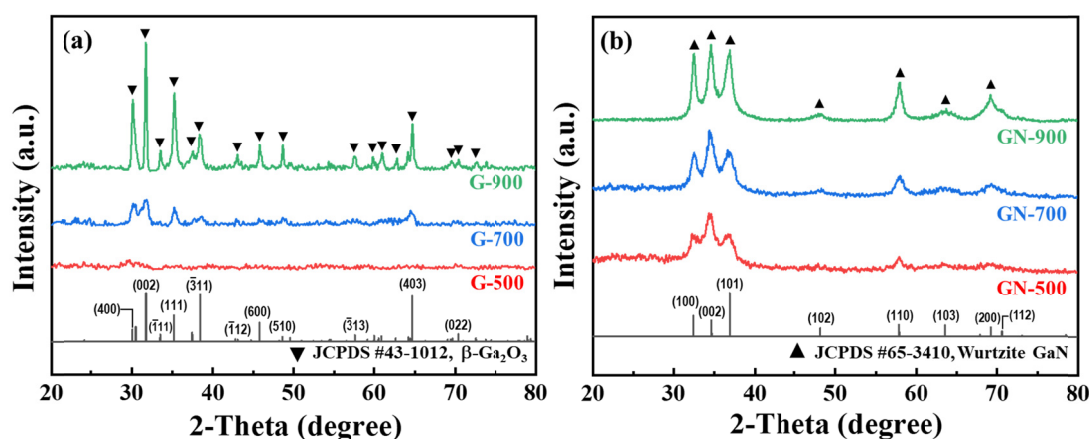 (a)
G-900
G-700
G-500
(002)
(400)
(1̅11)
(111)
(3̅11)
(1̅12)
(600)
(510)
(3̅13)
(403)
(022)
▼ JCPDS #43-1012, β-Ga₂O₃
Intensity (a.u.)
20 30 40 50 60 70 80
2-Theta (degree)
(b)
GN-900
GN-700
GN-500
(100)
(002)
(101)
(102)
(110)
(103)
(200)
(112)
▲ JCPDS #65-3410, Wurtzite GaN
Intensity (a.u.)
20 30 40 50 60 70 80
2-Theta (degree)